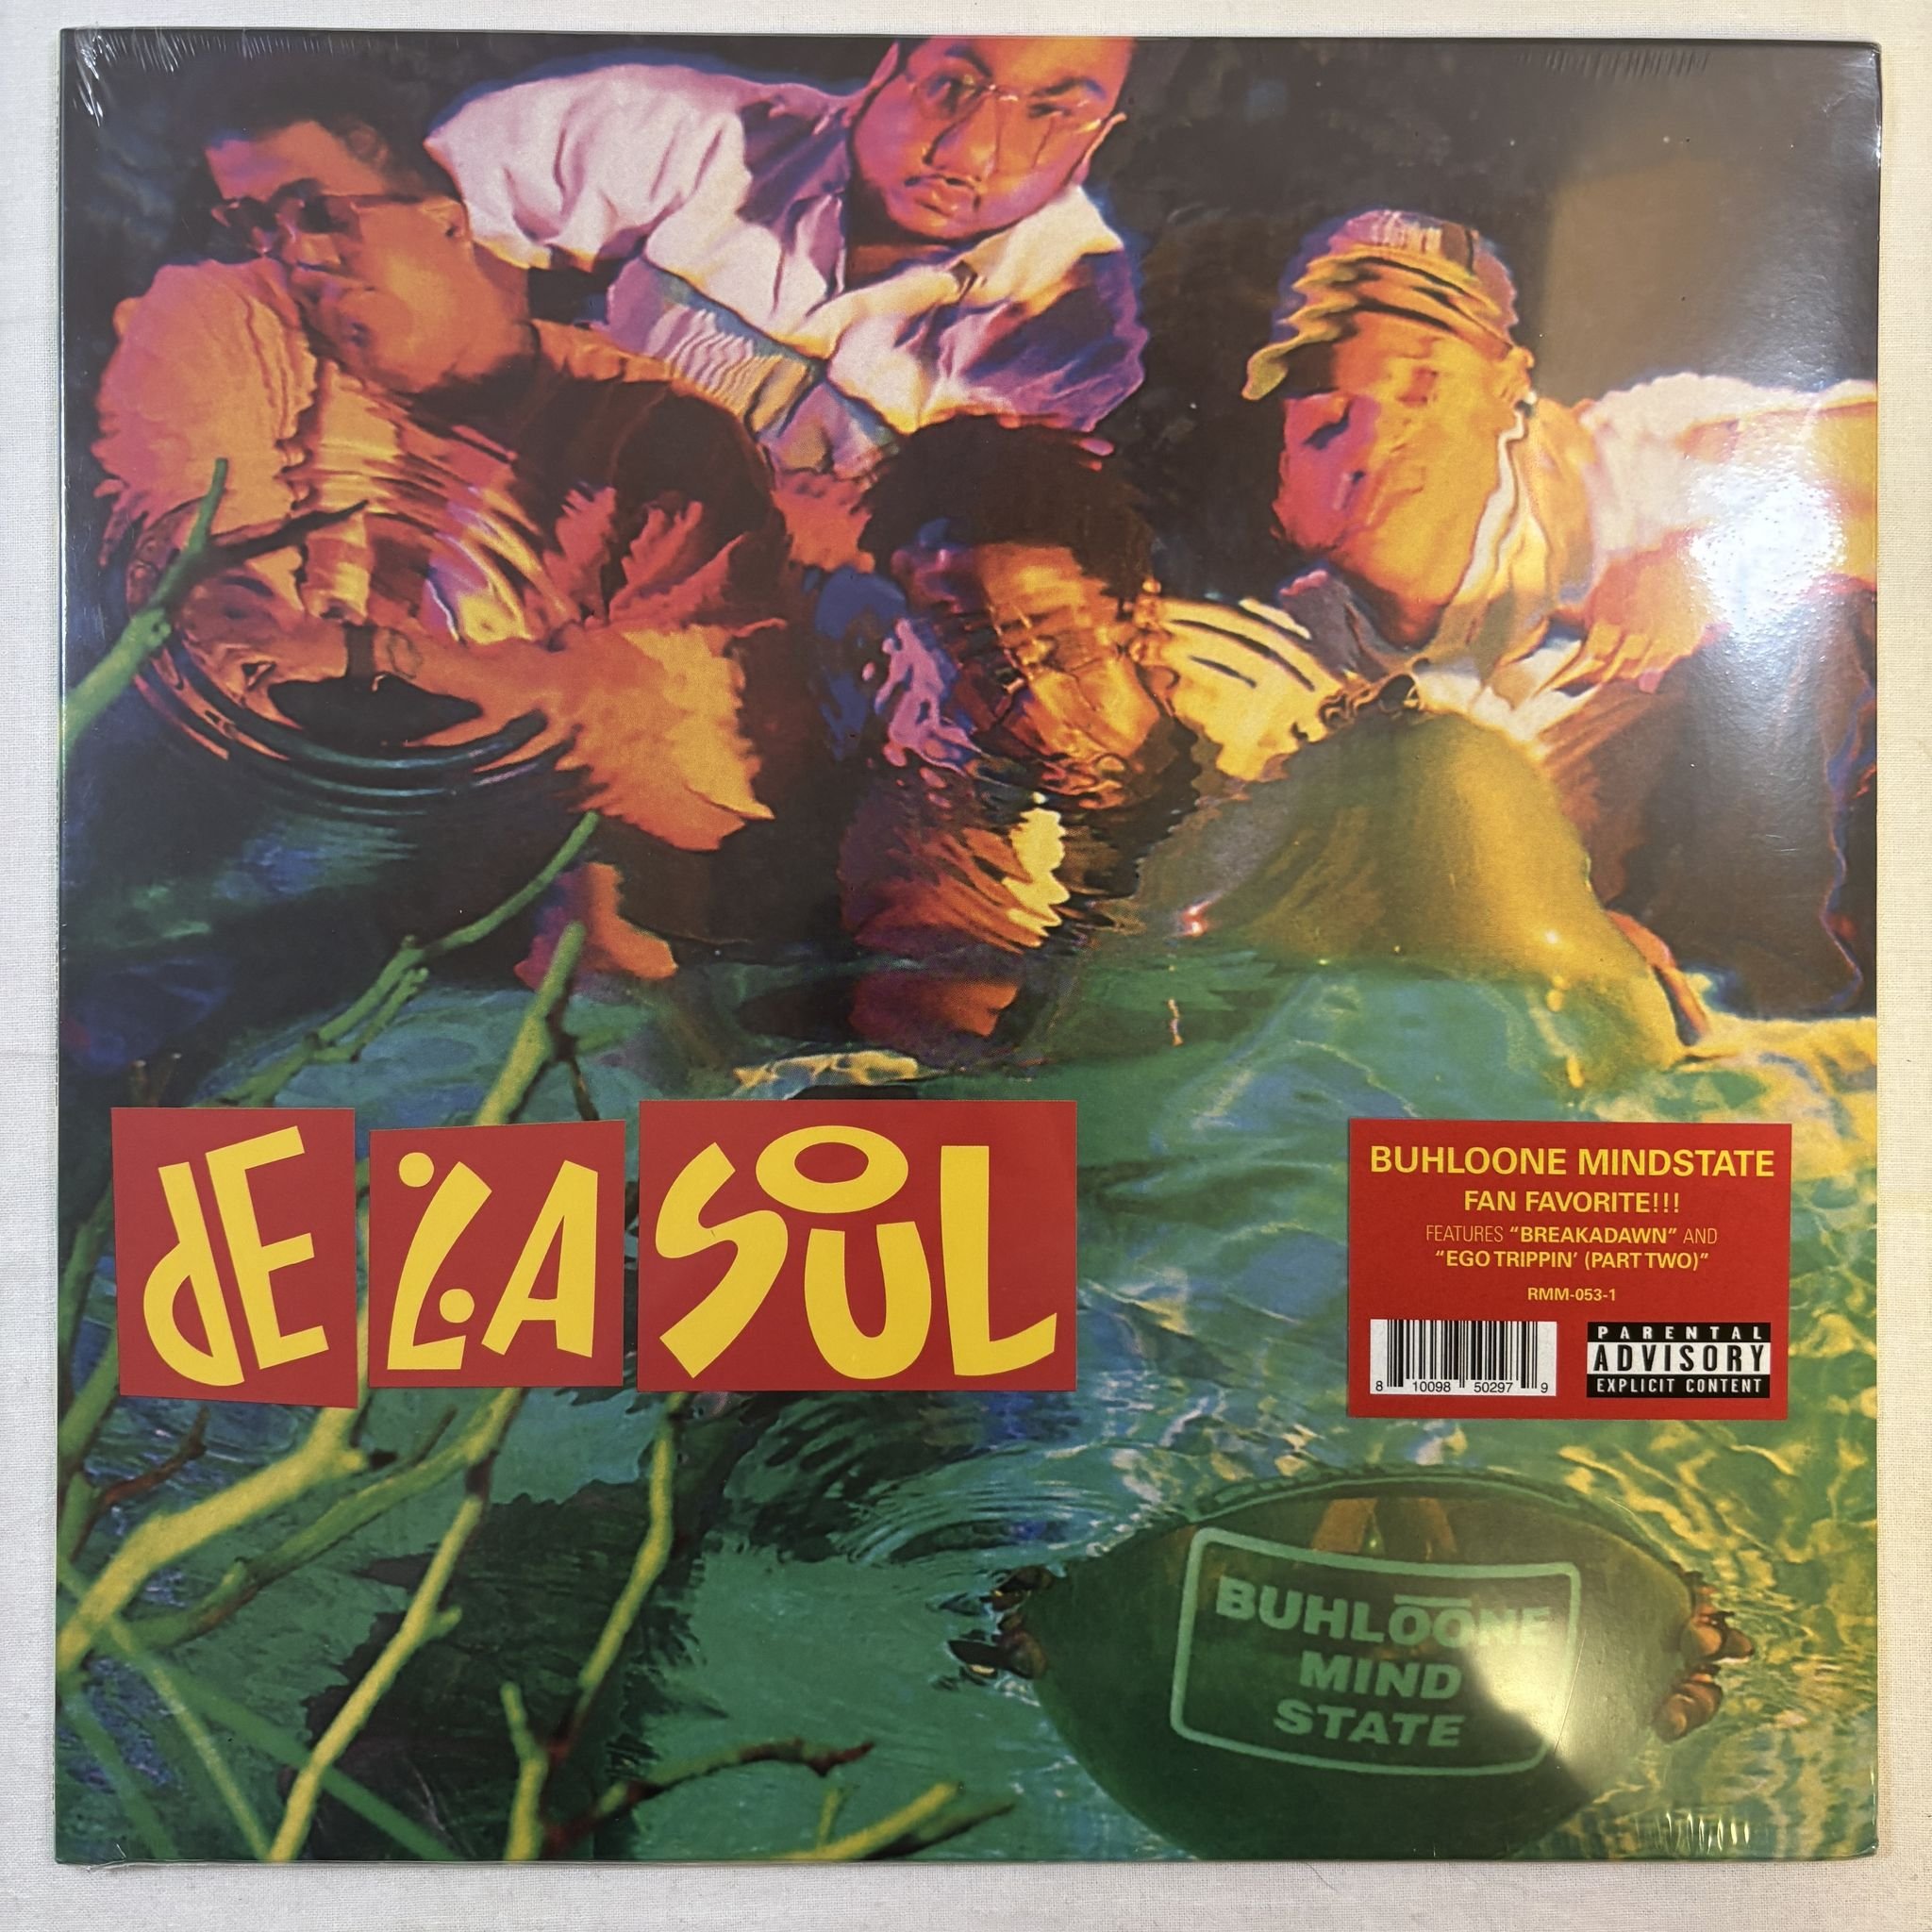 DE LA SOUL
BUHLOONE MINDSTATE
FAN FAVORITE!!!
FEATURES “BREAKADAWN” AND
“EGO TRIPPIN’ (PART TWO)”
RMM-053-1
8 10098 50297 9
PARENTAL
ADVISORY
EXPLICIT CONTENT
BUHLŌŌNE
MIND
STATE